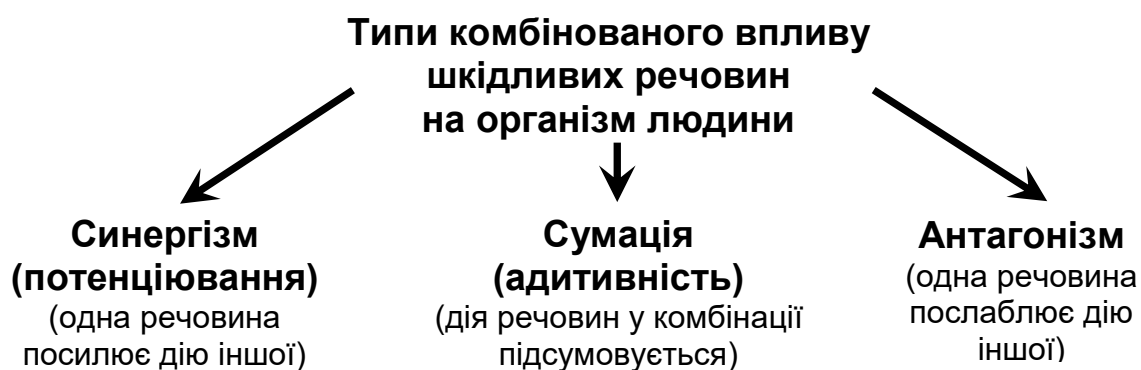 Типи комбінованого впливу
шкідливих речовин
на організм людини
Синергізм
(потенціювання)
(одна речовина
посилює дію іншої)
Сумація
(адитивність)
(дія речовин у комбінації
підсумовується)
Антагонізм
(одна речовина
послаблює дію
іншої)